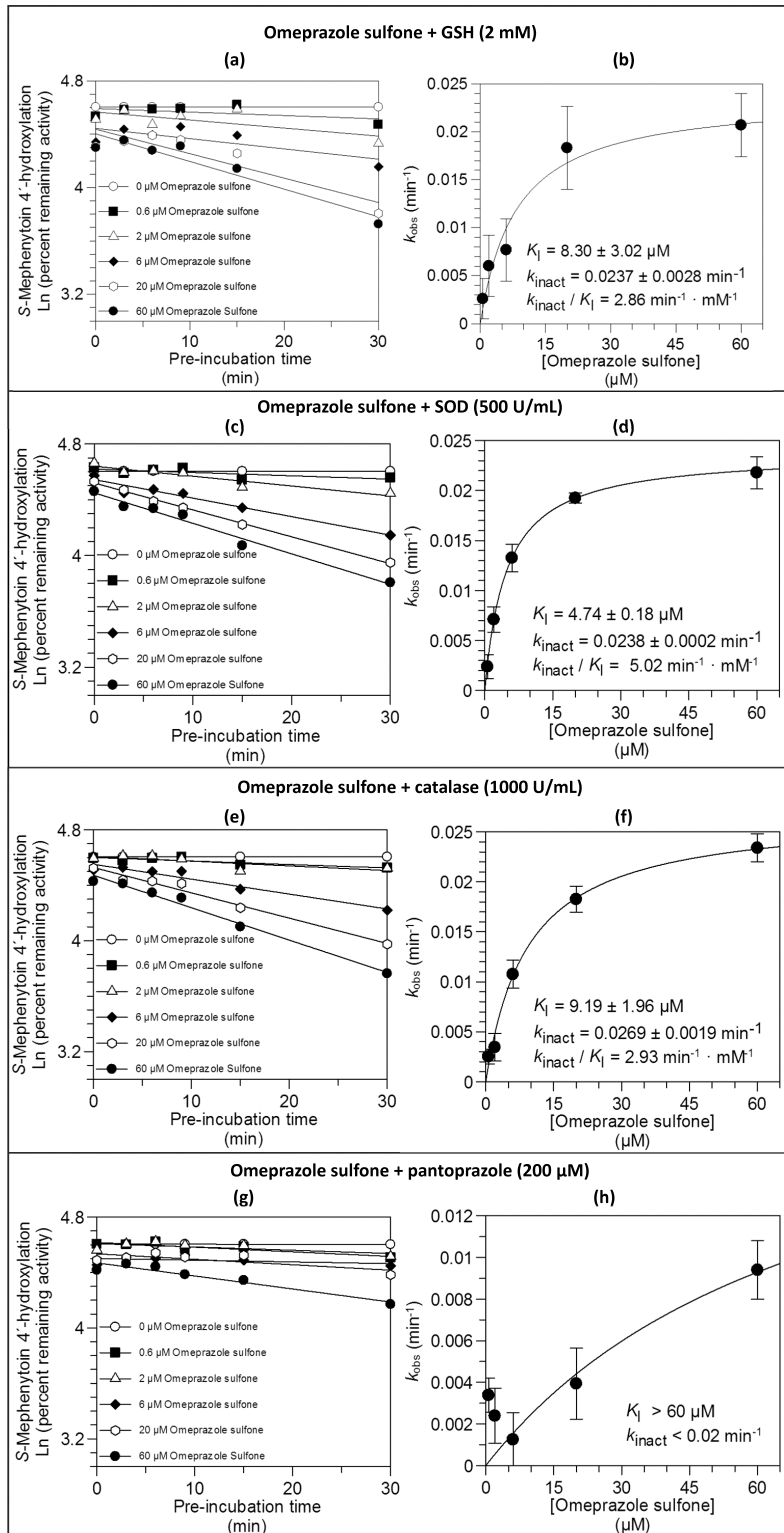 Omeprazole sulfone + GSH (2 mM)
(a)
(b)
S-Mephenytoin 4´-hydroxylation
Ln (percent remaining activity)
4.8
4
3.2
0 µM Omeprazole sulfone
0.6 µM Omeprazole sulfone
2 µM Omeprazole sulfone
6 µM Omeprazole sulfone
20 µM Omeprazole sulfone
60 µM Omeprazole Sulfone
0 10 20 30
Pre-incubation time
(min)
kobs (min-1)
0.025
0.02
0.015
0.01
0.005
0
KI = 8.30 ± 3.02 µM
kinact = 0.0237 ± 0.0028 min-1
kinact / KI = 2.86 min-1 · mM-1
0 15 30 45 60
[Omeprazole sulfone]
(µM)
Omeprazole sulfone + SOD (500 U/mL)
(c)
(d)
S-Mephenytoin 4´-hydroxylation
Ln (percent remaining activity)
4.8
4
3.2
0 µM Omeprazole sulfone
0.6 µM Omeprazole sulfone
2 µM Omeprazole sulfone
6 µM Omeprazole sulfone
20 µM Omeprazole sulfone
60 µM Omeprazole Sulfone
0 10 20 30
Pre-incubation time
(min)
kobs (min-1)
0.025
0.02
0.015
0.01
0.005
0
KI = 4.74 ± 0.18 µM
kinact = 0.0238 ± 0.0002 min-1
kinact / KI = 5.02 min-1 · mM-1
0 15 30 45 60
[Omeprazole sulfone]
(µM)
Omeprazole sulfone + catalase (1000 U/mL)
(e)
(f)
S-Mephenytoin 4´-hydroxylation
Ln (percent remaining activity)
4.8
4
3.2
0 µM Omeprazole sulfone
0.6 µM Omeprazole sulfone
2 µM Omeprazole sulfone
6 µM Omeprazole sulfone
20 µM Omeprazole sulfone
60 µM Omeprazole Sulfone
0 10 20 30
Pre-incubation time
(min)
kobs (min-1)
0.025
0.02
0.015
0.01
0.005
0
KI = 9.19 ± 1.96 µM
kinact = 0.0269 ± 0.0019 min-1
kinact / KI = 2.93 min-1 · mM-1
0 15 30 45 60
[Omeprazole sulfone]
(µM)
Omeprazole sulfone + pantoprazole (200 µM)
(g)
(h)
S-Mephenytoin 4´-hydroxylation
Ln (percent remaining activity)
4.8
4
3.2
0 µM Omeprazole sulfone
0.6 µM Omeprazole sulfone
2 µM Omeprazole sulfone
6 µM Omeprazole sulfone
20 µM Omeprazole sulfone
60 µM Omeprazole Sulfone
0 10 20 30
Pre-incubation time
(min)
kobs (min-1)
0.012
0.01
0.008
0.006
0.004
0.002
0
KI > 60 µM
kinact < 0.02 min-1
0 20 40 60
[Omeprazole sulfone]
(µM)